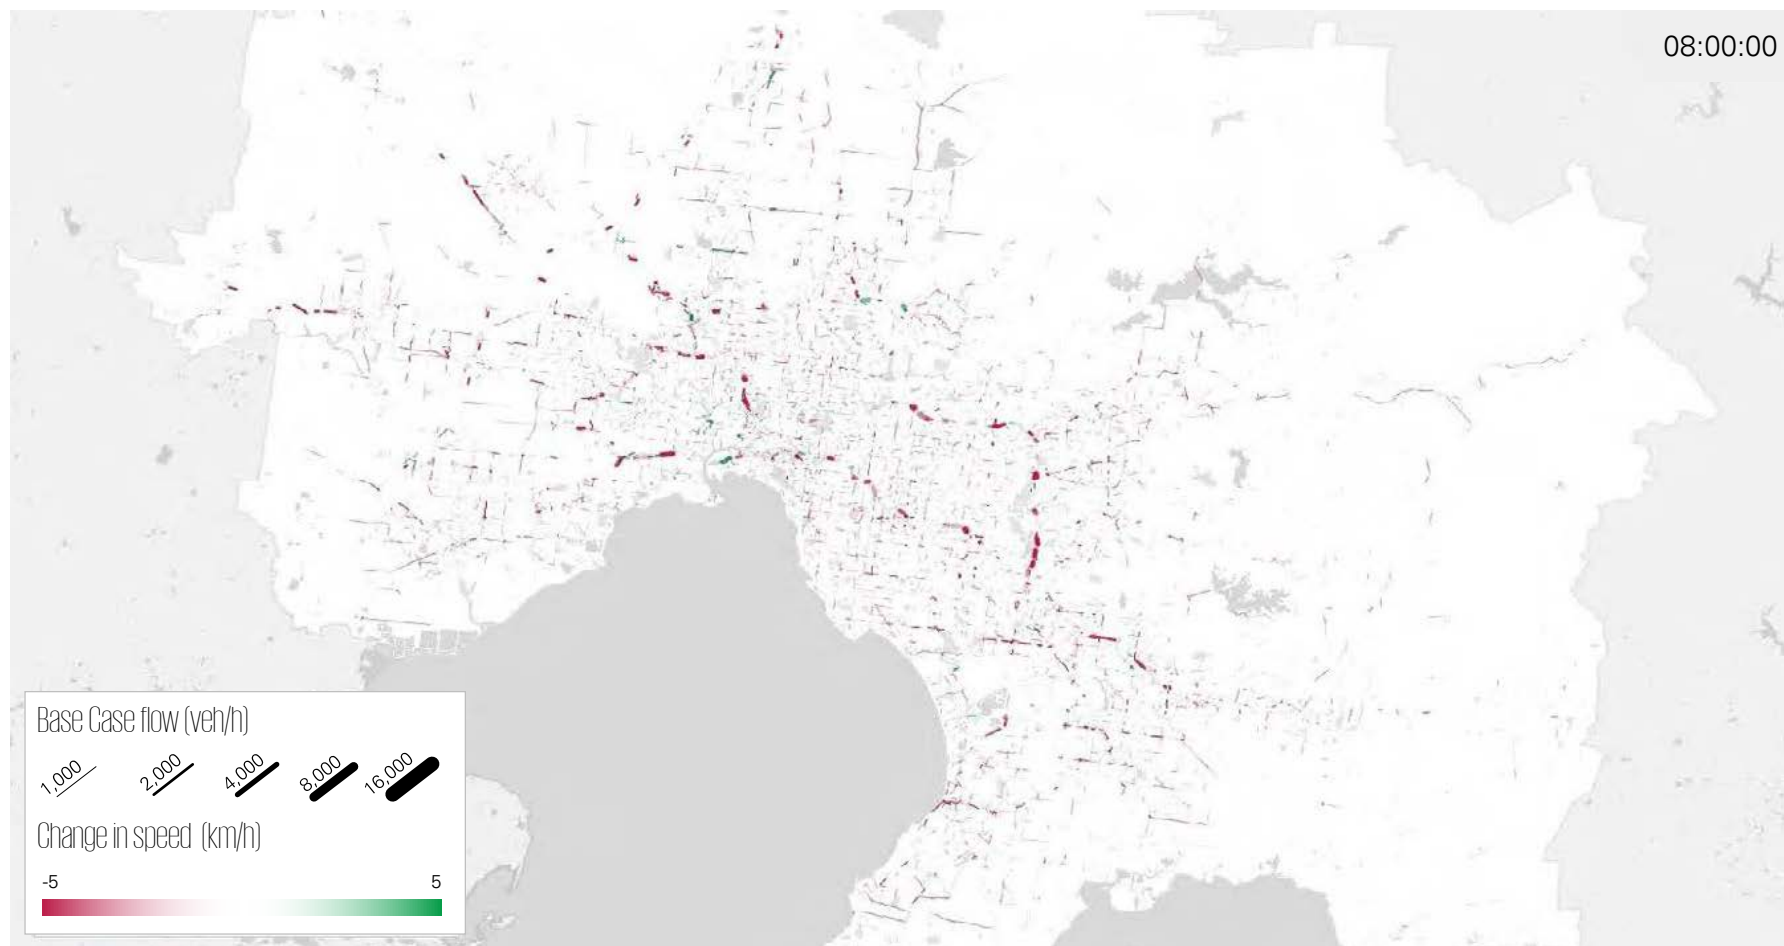 08:00:00
Base Case flow (veh/h)
1,000 2,000 4,000 8,000 16,000
Change in speed (km/h)
-5 5